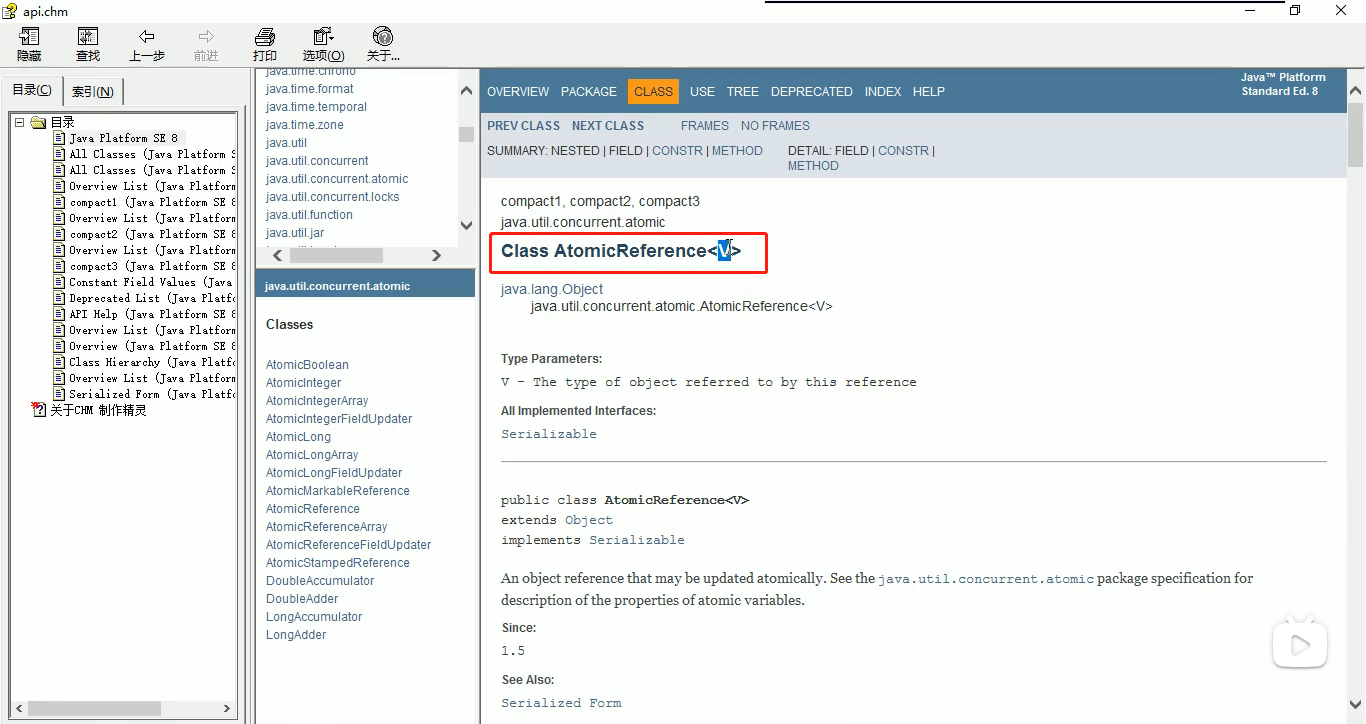 api.chm
隐藏 查找 上一步 前进 打印 选项(O) 关于...
目录(C) 索引(N)
目录
Java Platform SE 8
All Classes (Java Platform S
All Classes (Java Platform S
Overview List (Java Platform
compact1 (Java Platform SE 8
Overview List (Java Platform
compact2 (Java Platform SE 8
Overview List (Java Platform
compact3 (Java Platform SE 8
Constant Field Values (Java
Deprecated List (Java Platfo
API Help (Java Platform SE 8
Overview List (Java Platform
Overview (Java Platform SE 8
Class Hierarchy (Java Platfo
Overview List (Java Platform
Serialized Form (Java Platfo
关于CHM 制作精灵
java.time.chrono
java.time.format
java.time.temporal
java.time.zone
java.util
java.util.concurrent
java.util.concurrent.atomic
java.util.concurrent.locks
java.util.function
java.util.jar
java.util.concurrent.atomic
Classes
AtomicBoolean
AtomicInteger
AtomicIntegerArray
AtomicIntegerFieldUpdater
AtomicLong
AtomicLongArray
AtomicLongFieldUpdater
AtomicMarkableReference
AtomicReference
AtomicReferenceArray
AtomicReferenceFieldUpdater
AtomicStampedReference
DoubleAccumulator
DoubleAdder
LongAccumulator
LongAdder
OVERVIEW PACKAGE CLASS USE TREE DEPRECATED INDEX HELP
Java™ Platform
Standard Ed. 8
PREV CLASS NEXT CLASS FRAMES NO FRAMES
SUMMARY: NESTED | FIELD | CONSTR | METHOD DETAIL: FIELD | CONSTR |
METHOD
compact1, compact2, compact3
java.util.concurrent.atomic
Class AtomicReference<V>
java.lang.Object
java.util.concurrent.atomic.AtomicReference<V>
Type Parameters:
V - The type of object referred to by this reference
All Implemented Interfaces:
Serializable
public class AtomicReference<V>
extends Object
implements Serializable
An object reference that may be updated atomically. See the java.util.concurrent.atomic package specification for
description of the properties of atomic variables.
Since:
1.5
See Also:
Serialized Form